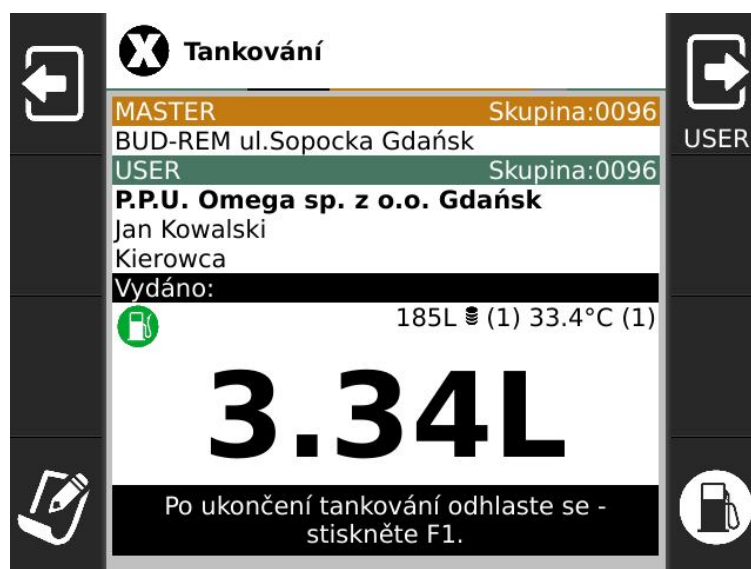 X Tankování
MASTER Skupina:0096
USER
BUD-REM ul.Sopocka Gdańsk
USER Skupina:0096
P.P.U. Omega sp. z o.o. Gdańsk
Jan Kowalski
Kierowca
Vydáno:
185L (1) 33.4°C (1)
3.34L
Po ukončení tankování odhlaste se -
stiskněte F1.